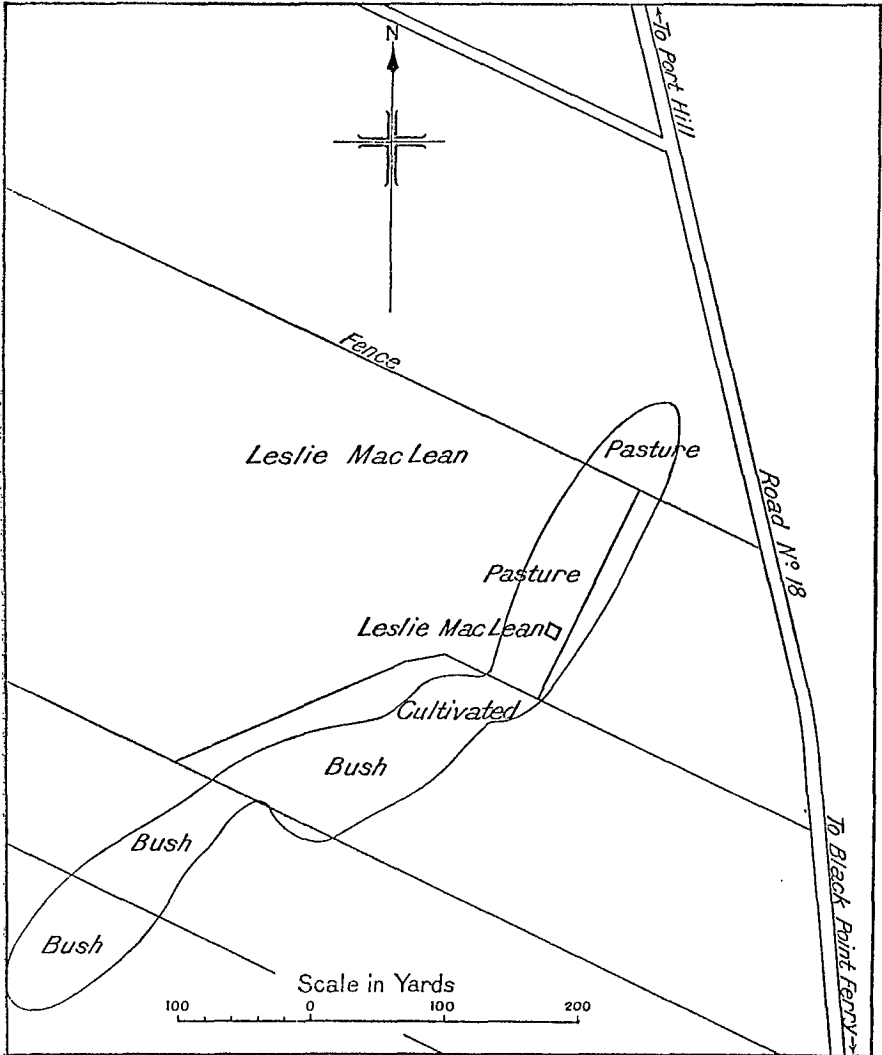 N
←To Port Hill
Fence
Leslie MacLean
Pasture
Road Nº 18
Pasture
Leslie MacLean
Cultivated
Bush
Bush
To Black Point Ferry→
Bush
Scale in Yards
100 0 100 200